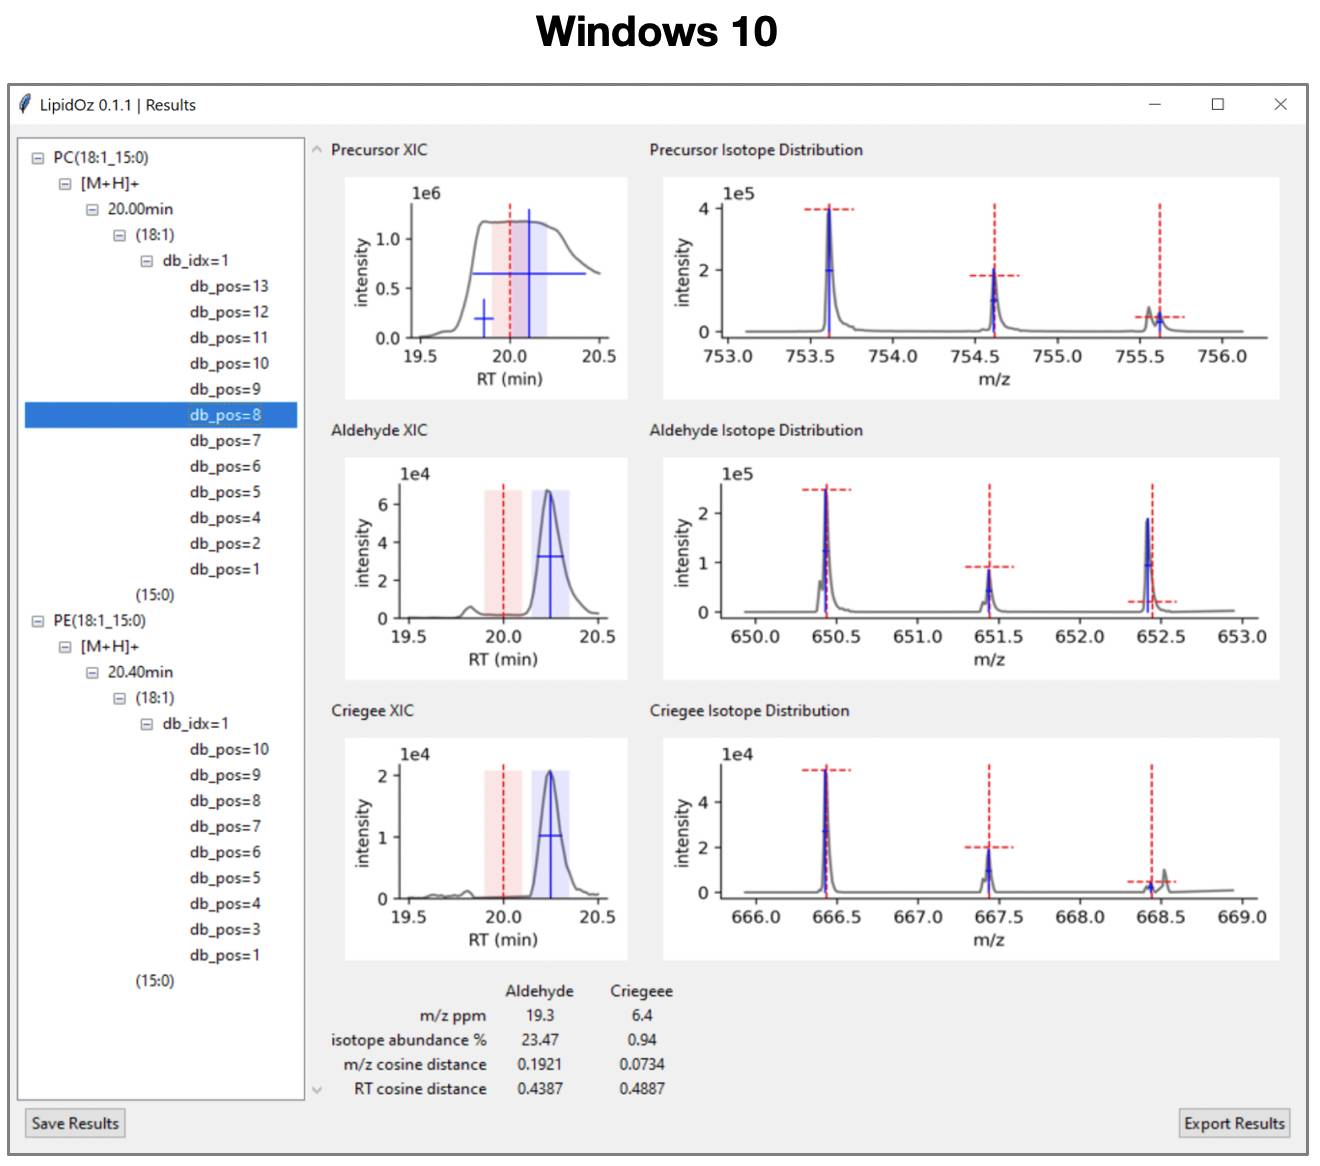 Windows 10
LipidOz 0.1.1 | Results
PC(18:1_15:0)
[M+H]+
20.00min
(18:1)
db_idx=1
db_pos=13
db_pos=12
db_pos=11
db_pos=10
db_pos=9
db_pos=8
db_pos=7
db_pos=6
db_pos=5
db_pos=4
db_pos=2
db_pos=1
(15:0)
PE(18:1_15:0)
[M+H]+
20.40min
(18:1)
db_idx=1
db_pos=10
db_pos=9
db_pos=8
db_pos=7
db_pos=6
db_pos=5
db_pos=4
db_pos=3
db_pos=1
(15:0)
Precursor XIC
1e6
1.0
0.5
0.0
intensity
19.5 20.0 20.5
RT (min)
Precursor Isotope Distribution
1e5
4
2
0
intensity
753.0 753.5 754.0 754.5 755.0 755.5 756.0
m/z
Aldehyde XIC
1e4
6
4
2
0
intensity
19.5 20.0 20.5
RT (min)
Aldehyde Isotope Distribution
1e5
2
1
0
intensity
650.0 650.5 651.0 651.5 652.0 652.5 653.0
m/z
Criegee XIC
1e4
2
1
0
intensity
19.5 20.0 20.5
RT (min)
Criegee Isotope Distribution
1e4
4
2
0
intensity
666.0 666.5 667.0 667.5 668.0 668.5 669.0
m/z
Aldehyde Criegeee
m/z ppm 19.3 6.4
isotope abundance % 23.47 0.94
m/z cosine distance 0.1921 0.0734
RT cosine distance 0.4387 0.4887
Save Results
Export Results